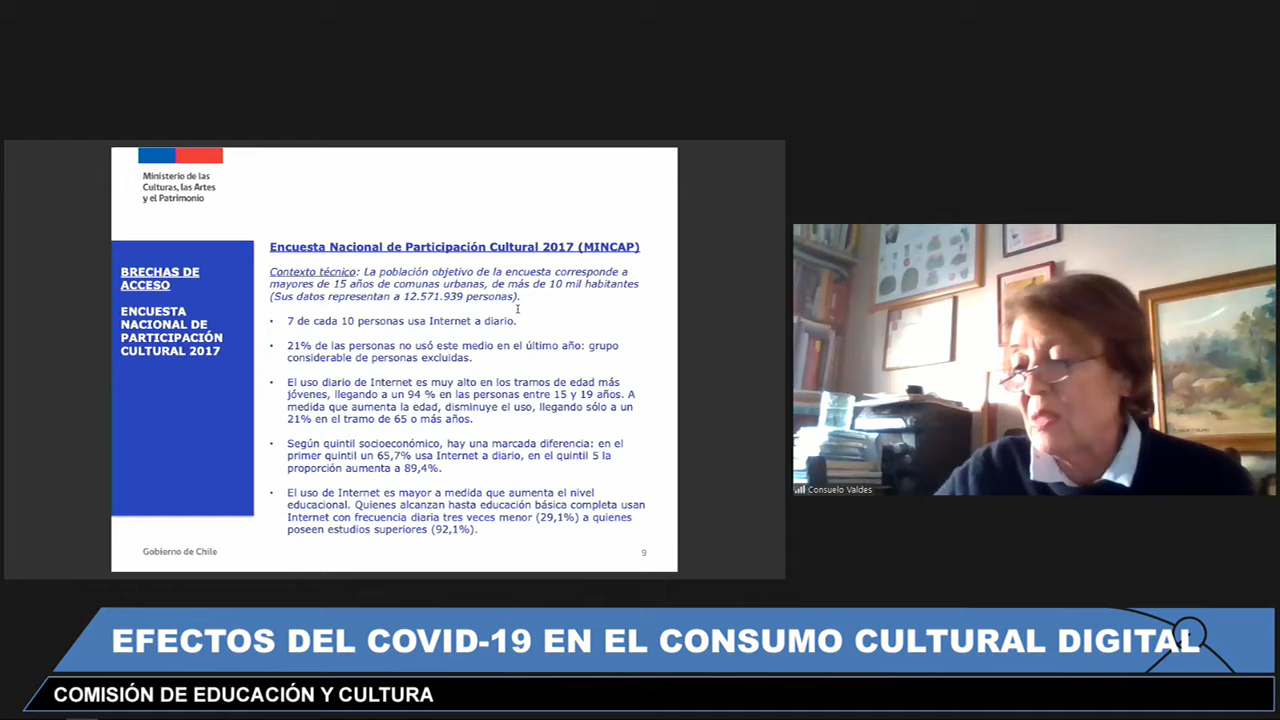 Ministerio de las
Culturas, las Artes
y el Patrimonio
BRECHAS DE
ACCESO
ENCUESTA
NACIONAL DE
PARTICIPACIÓN
CULTURAL 2017
Encuesta Nacional de Participación Cultural 2017 (MINCAP)
Contexto técnico: La población objetivo de la encuesta corresponde a
mayores de 15 años de comunas urbanas, de más de 10 mil habitantes
(Sus datos representan a 12.571.939 personas).
• 7 de cada 10 personas usa Internet a diario.
• 21% de las personas no usó este medio en el último año: grupo
considerable de personas excluidas.
• El uso diario de Internet es muy alto en los tramos de edad más
jóvenes, llegando a un 94 % en las personas entre 15 y 19 años. A
medida que aumenta la edad, disminuye el uso, llegando sólo a un
21% en el tramo de 65 o más años.
• Según quintil socioeconómico, hay una marcada diferencia: en el
primer quintil un 65,7% usa Internet a diario, en el quintil 5 la
proporción aumenta a 89,4%.
• El uso de Internet es mayor a medida que aumenta el nivel
educacional. Quienes alcanzan hasta educación básica completa usan
Internet con frecuencia diaria tres veces menor (29,1%) a quienes
poseen estudios superiores (92,1%).
Gobierno de Chile
9
Consuelo Valdes
EFECTOS DEL COVID-19 EN EL CONSUMO CULTURAL DIGITAL
COMISIÓN DE EDUCACIÓN Y CULTURA